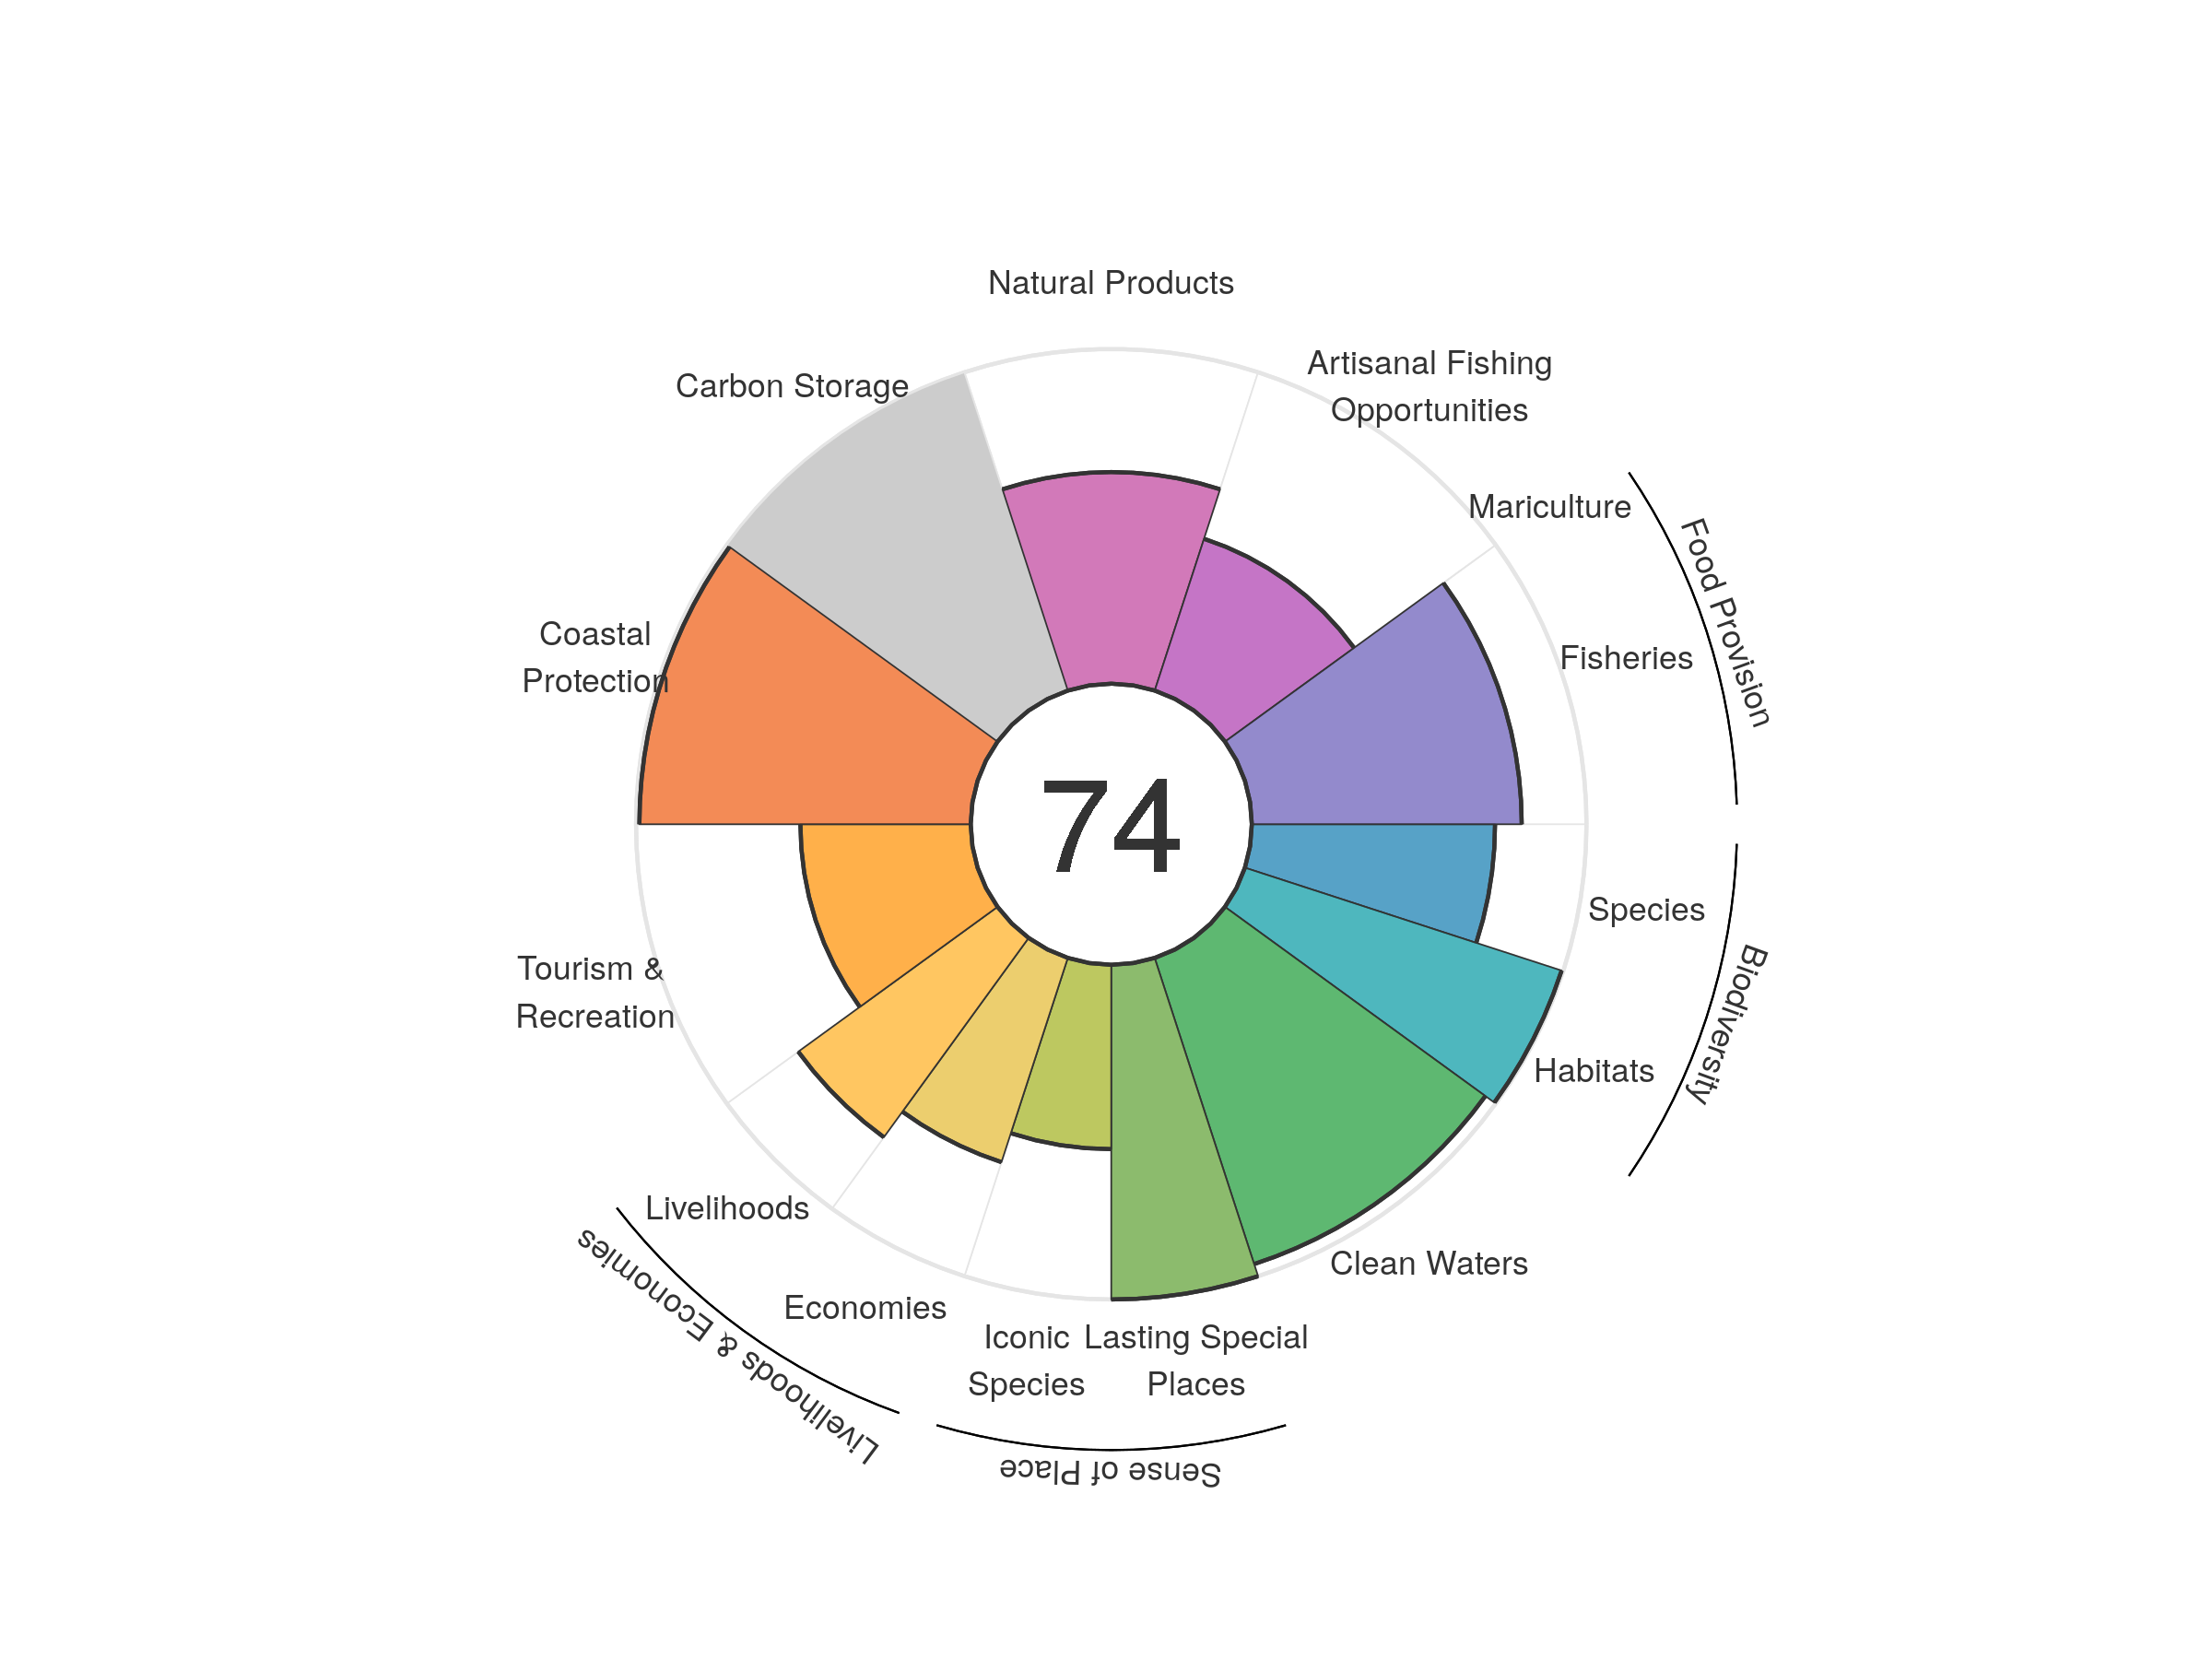 Natural Products
Artisanal Fishing
Opportunities
Carbon Storage
Mariculture
Food Provision
Fisheries
Coastal
Protection
74
Species
Biodiversity
Habitats
Tourism &
Recreation
Livelihoods
Livelihoods & Economies
Clean Waters
Economies
Iconic
Species
Lasting Special
Places
Sense of Place